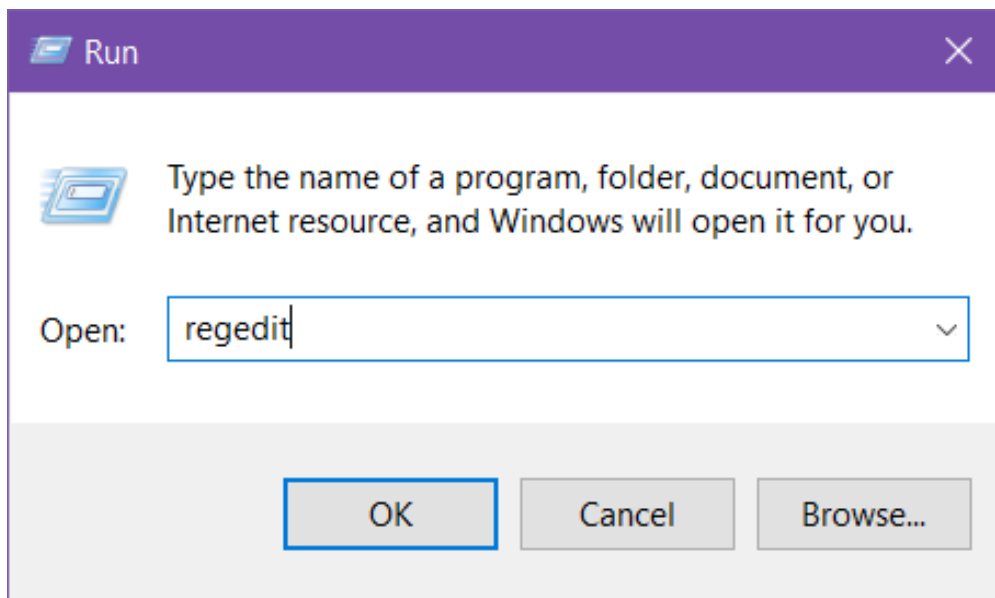 Run
Type the name of a program, folder, document, or
Internet resource, and Windows will open it for you.
Open: regedit
OK Cancel Browse...